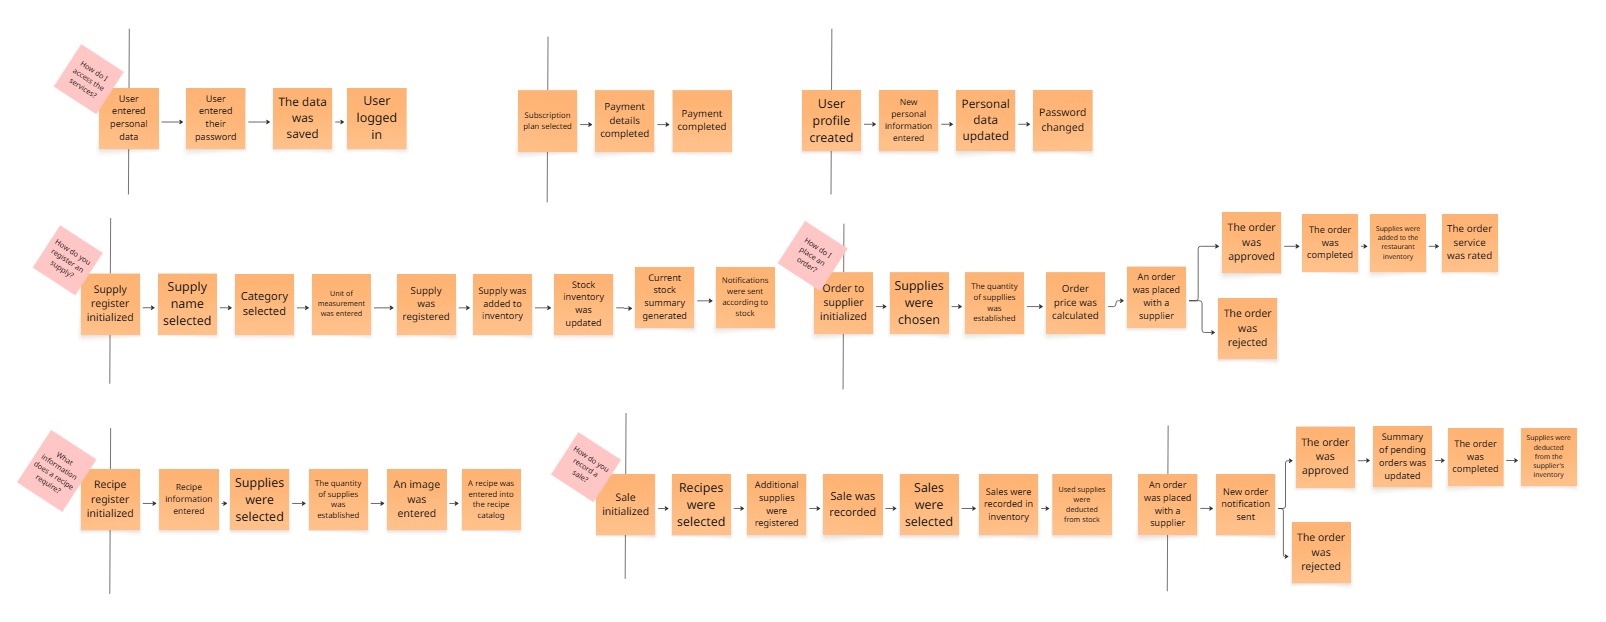 How do I
access the
services?
User
entered
personal
data
User
entered
their
password
The data
was
saved
User
logged
in
Subscription
plan selected
Payment
details
completed
Payment
completed
User
profile
created
New
personal
information
entered
Personal
data
updated
Password
changed
How do you
register an
supply?
Supply
register
initialized
Supply
name
selected
Category
selected
Unit of
measurement
was entered
Supply
was
registered
Supply was
added to
inventory
Stock
inventory
was
updated
Current
stock
summary
generated
Notifications
were sent
according to
stock
How do I
place an
order?
Order to
supplier
initialized
Supplies
were
chosen
The quantity
of suppllies
was
established
Order
price was
calculated
An order
was placed
with a
supplier
The order
was
approved
The order
was
completed
Supplies were
added to the
restaurant
inventory
The order
service
was rated
The order
was
rejected
What
information
does a recipe
require?
Recipe
register
initialized
Recipe
information
entered
Supplies
were
selected
The quantity
of supplies
was
established
An image
was
entered
A recipe was
entered into
the recipe
catalog
How do you
record a
sale?
Sale
initialized
Recipes
were
selected
Additional
supplies
were
registered
Sale was
recorded
Sales
were
selected
Sales were
recorded in
inventory
Used supplies
were
deducted
from stock
An order
was placed
with a
supplier
New order
notification
sent
The order
was
approved
Summary
of pending
orders was
updated
The order
was
completed
Supplies were
deducted
from the
supplier's
inventory
The order
was
rejected